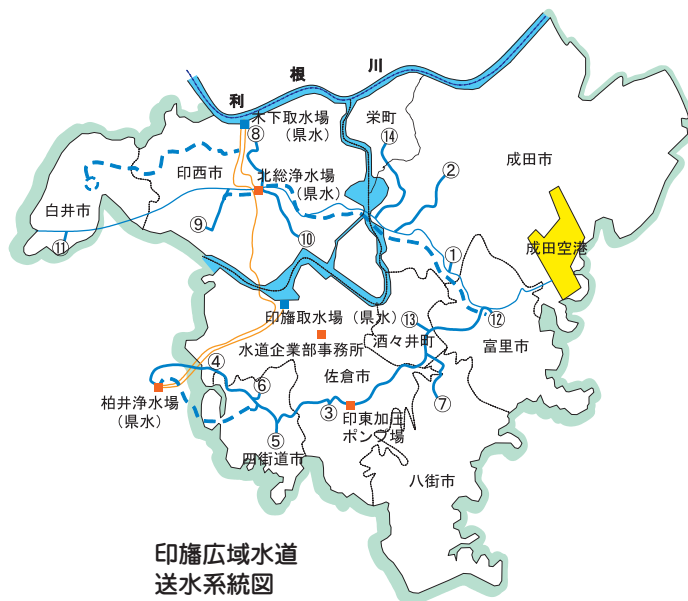 利根川
木下取水場
（県水）
⑧
栄町
⑭
②
成田市
印西市
北総浄水場
（県水）
白井市
⑪
⑨
⑩
①
成田空港
印旛取水場（県水）
⑬
⑫
水道企業部事務所
酒々井町
富里市
④
佐倉市
⑥
柏井浄水場
（県水）
③
⑦
印東加圧
ポンプ場
⑤
四街道市
八街市
印旛広域水道
送水系統図